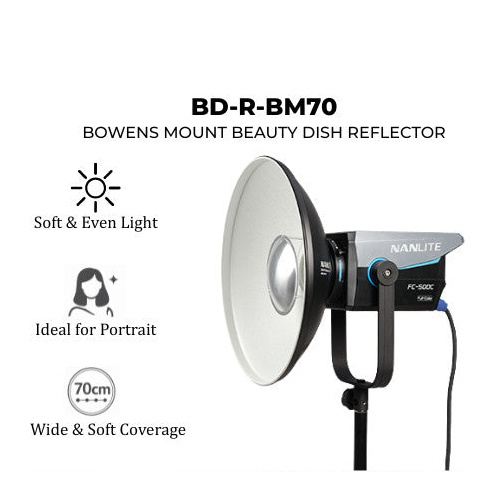 BD-R-BM70
BOWENS MOUNT BEAUTY DISH REFLECTOR
Soft & Even Light
Ideal for Portrait
70cm
Wide & Soft Coverage
NANLITE
NANLITE
FC-500C